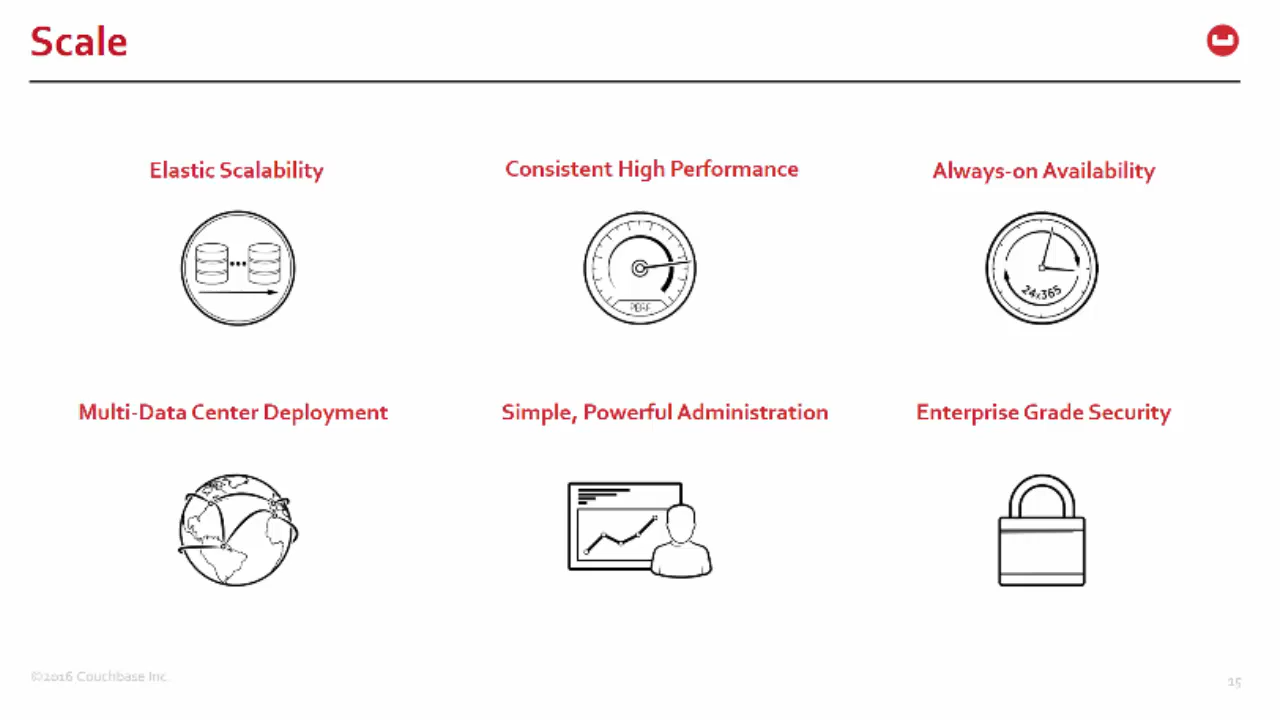 Scale
Elastic Scalability
Consistent High Performance
Always-on Availability
PERF
24x365
Multi-Data Center Deployment
Simple, Powerful Administration
Enterprise Grade Security
©2016 Couchbase Inc.
15